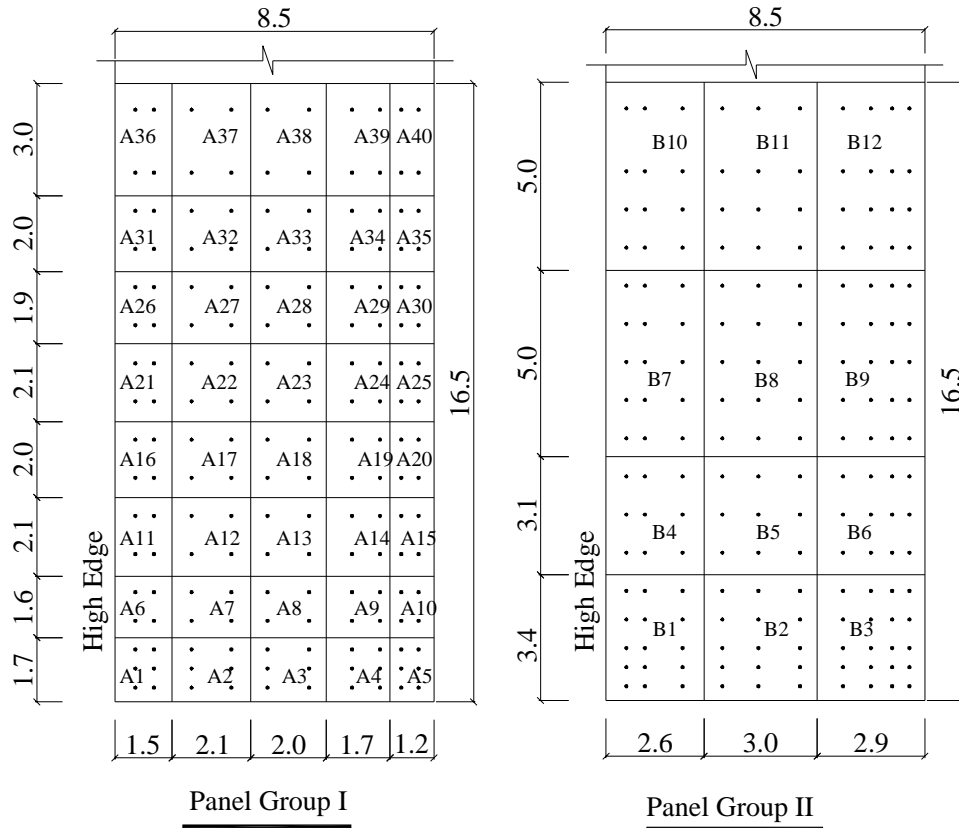 8.5
8.5
3.0
A36 A37 A38 A39 A40
2.0
A31 A32 A33 A34 A35
1.9
A26 A27 A28 A29 A30
2.1
A21 A22 A23 A24 A25
2.0
A16 A17 A18 A19 A20
2.1
A11 A12 A13 A14 A15
1.6
A6 A7 A8 A9 A10
1.7
A1 A2 A3 A4 A5
High Edge
16.5
1.5 2.1 2.0 1.7 1.2
Panel Group I
5.0
B10 B11 B12
5.0
B7 B8 B9
3.1
B4 B5 B6
3.4
B1 B2 B3
High Edge
16.5
2.6 3.0 2.9
Panel Group II